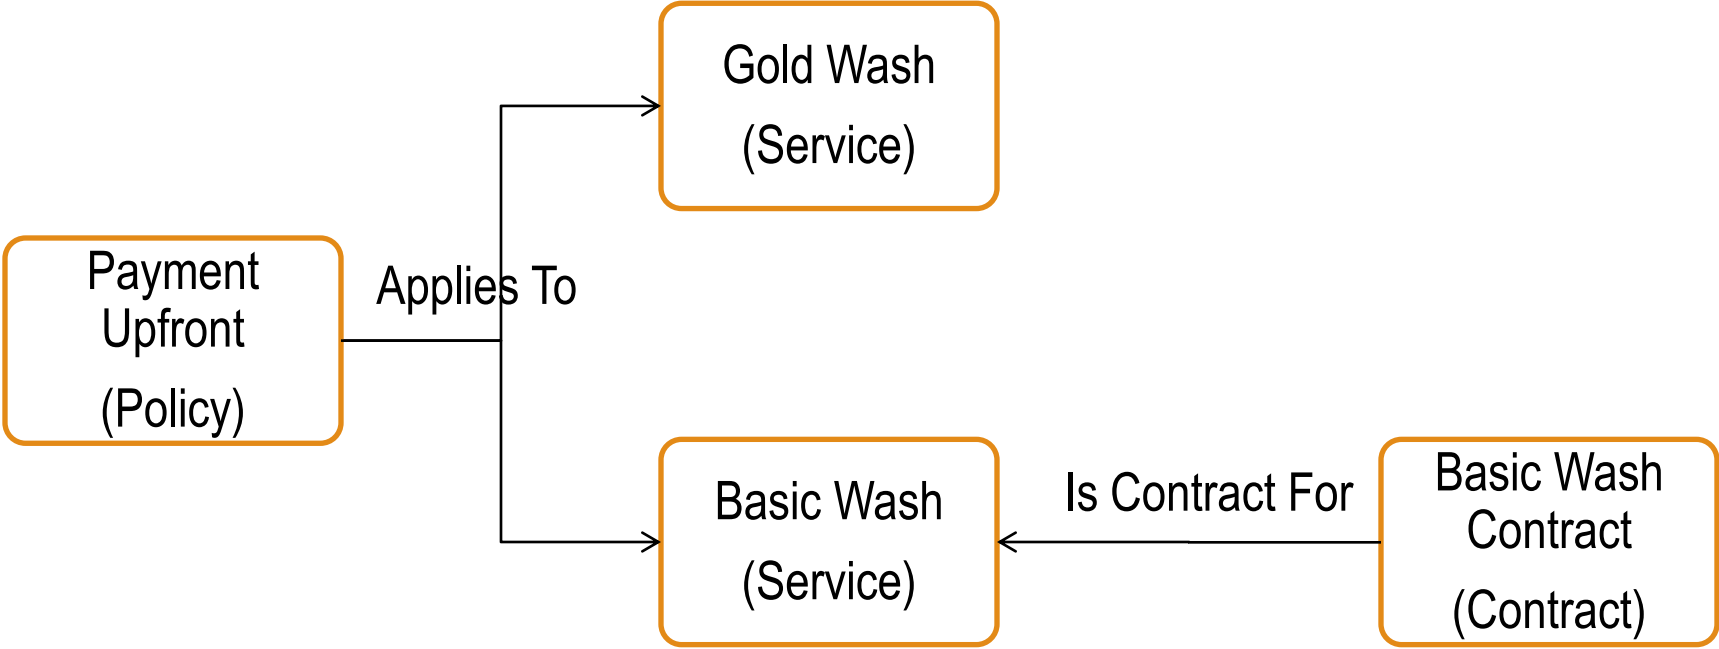 Gold Wash
(Service)
Payment
Upfront
(Policy)
Applies To
Basic Wash
(Service)
Is Contract For
Basic Wash
Contract
(Contract)